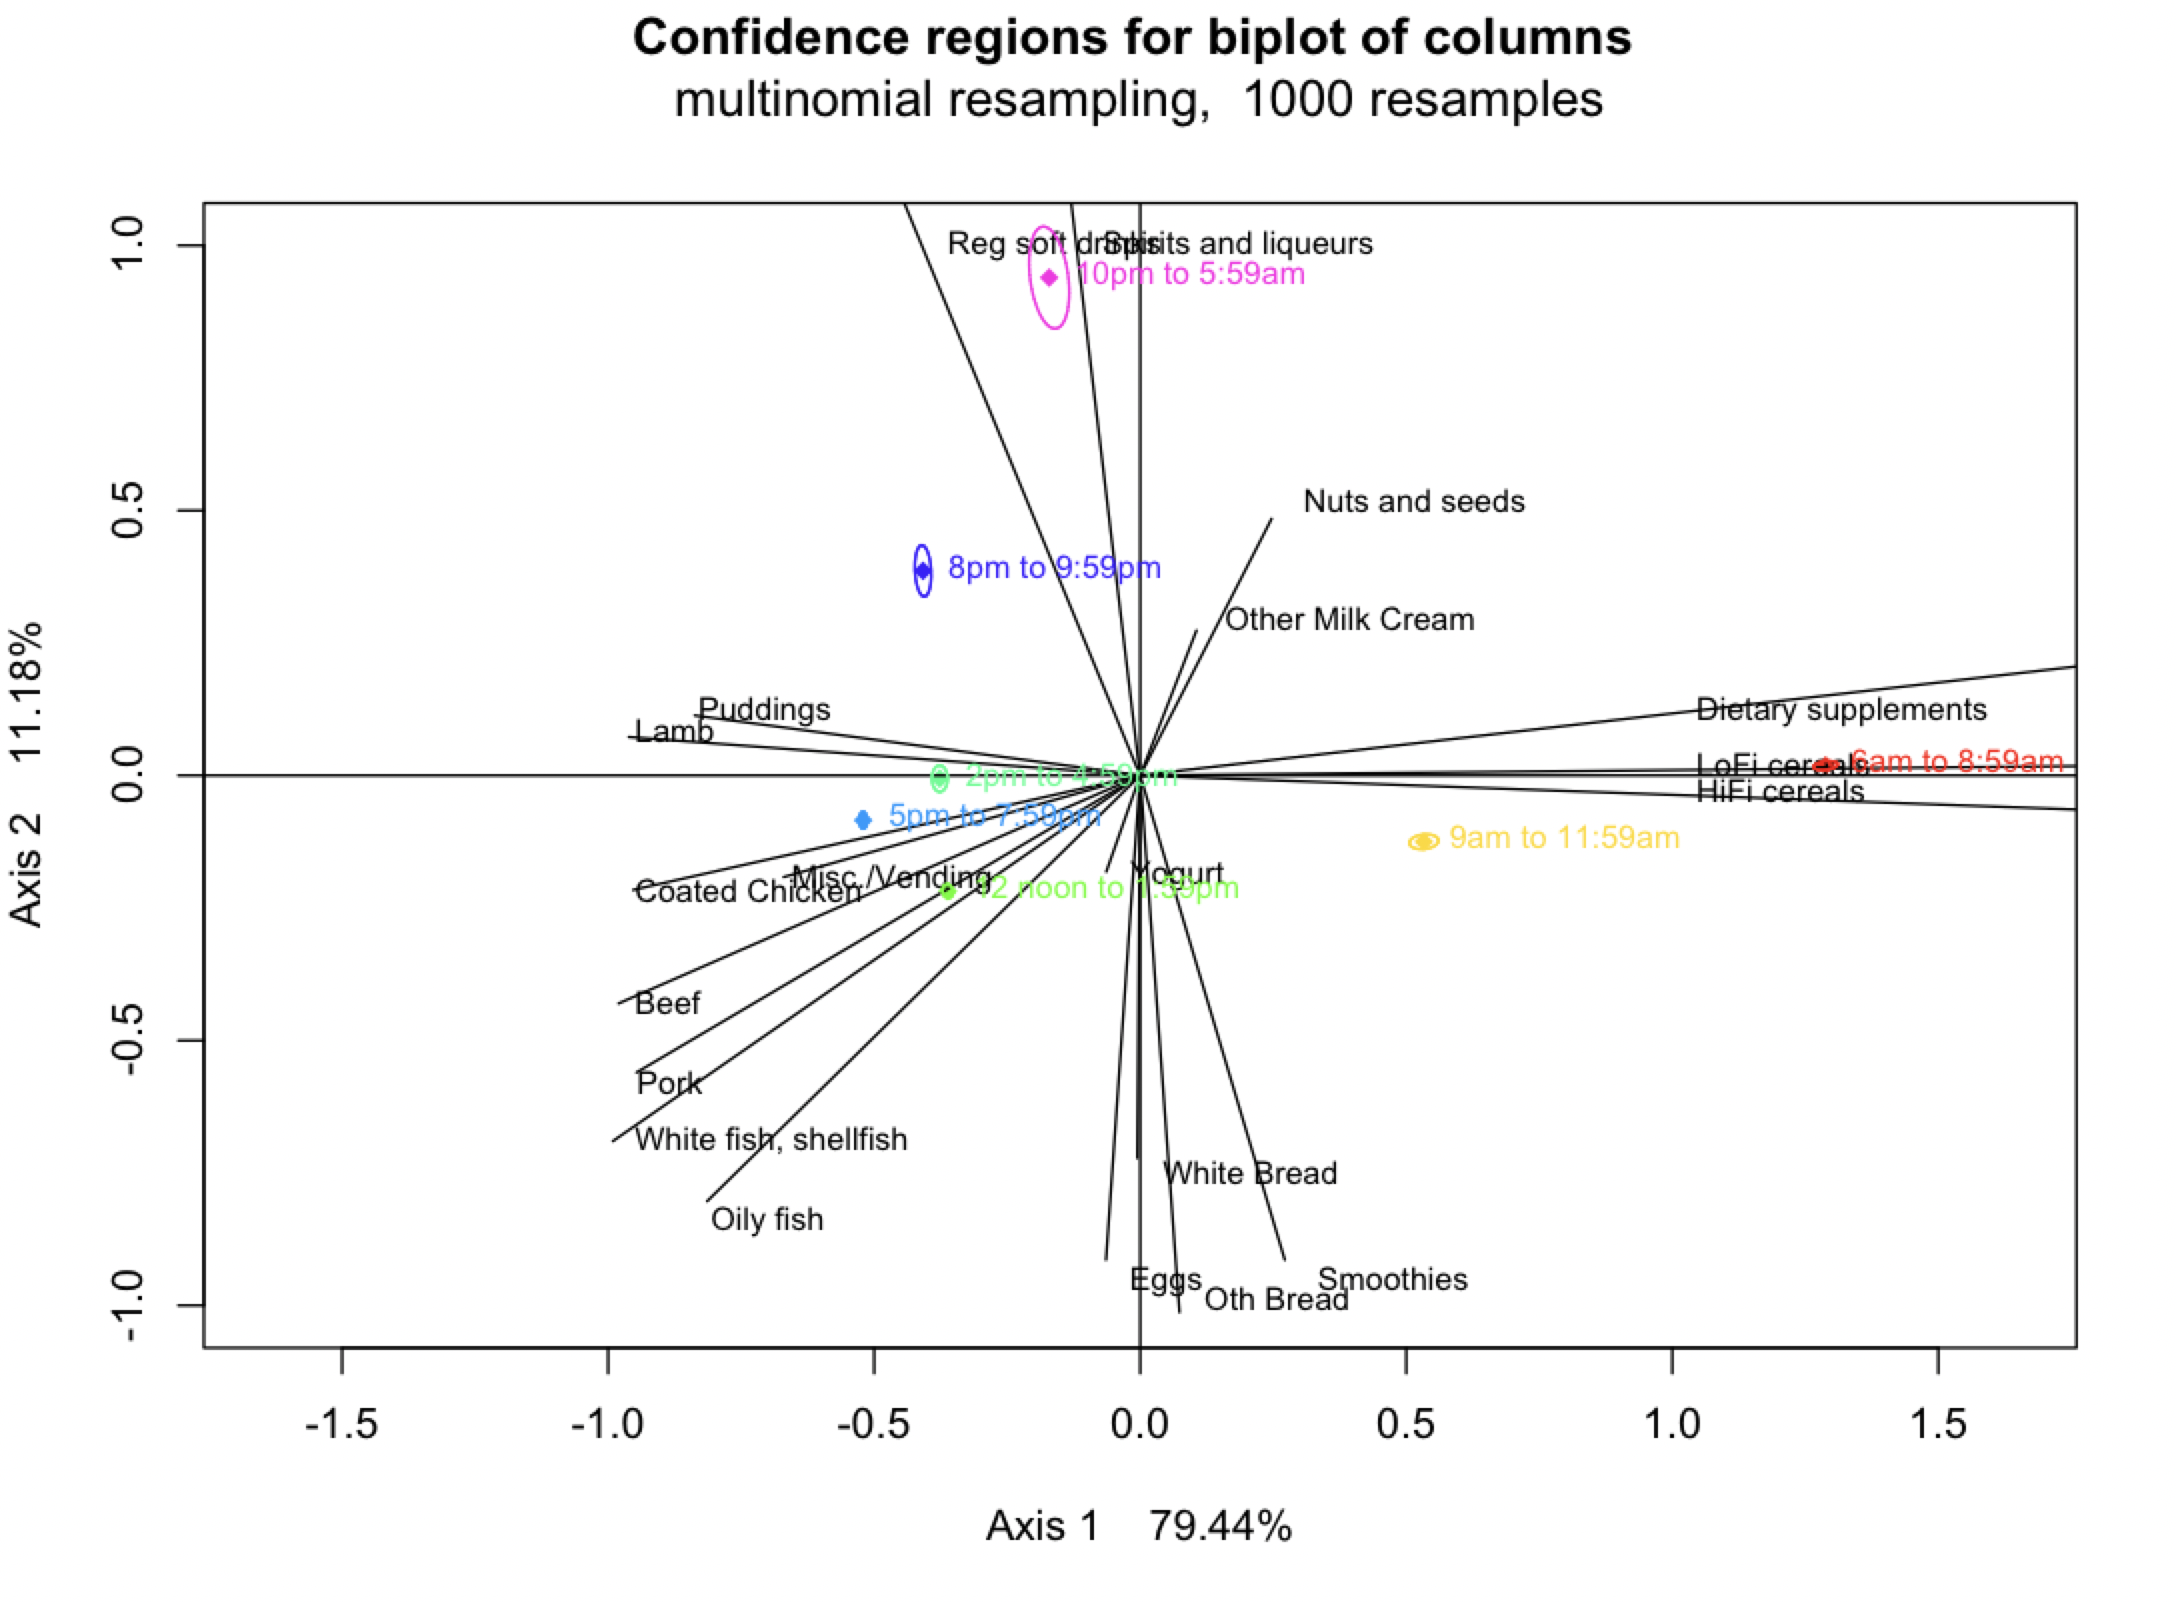 Confidence regions for biplot of columns
multinomial resampling, 1000 resamples
1.0
Reg soft drinks
Spirits and liqueurs
10pm to 5:59am
0.5
Nuts and seeds
8pm to 9:59pm
Other Milk Cream
Puddings
Lamb
Dietary supplements
0.0
2pm to 4:59pm
LoFi cereals
6am to 8:59am
HiFi cereals
5pm to 7:59pm
9am to 11:59am
Misc./Vending
Yogurt
Coated Chicken
12 noon to 1:59pm
Beef
-0.5
Pork
White fish, shellfish
White Bread
Oily fish
Eggs
Smoothies
Oth Bread
-1.0
Axis 2 11.18%
-1.5 -1.0 -0.5 0.0 0.5 1.0 1.5
Axis 1 79.44%